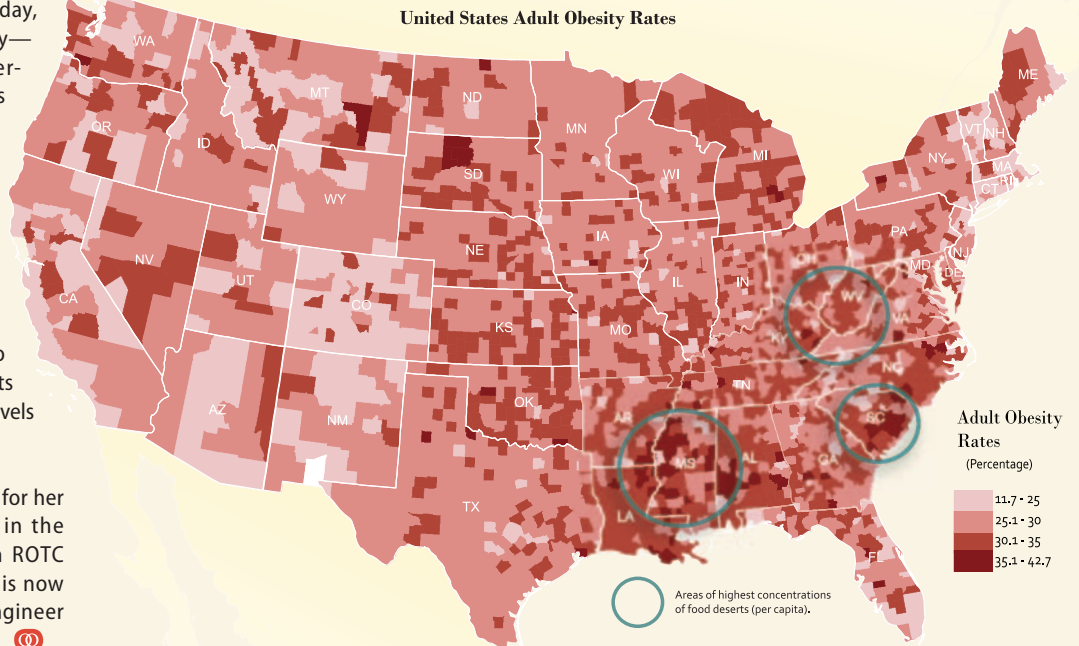 day,
United States Adult Obesity Rates
y—
er-
s
WA
MT
ND
MN
ME
OR
ID
SD
WI
MI
NY
VT
NH
MA
RI
CT
WY
NE
IA
PA
NJ
NV
UT
CO
IL
IN
OH
MD
DE
CA
KS
MO
WV
VA
KY
o
ts
vels
AZ
NM
OK
TN
NC
AR
SC
TX
MS
AL
GA
LA
FL
Adult Obesity
Rates
(Percentage)
11.7 - 25
25.1 - 30
30.1 - 35
35.1 - 42.7
for her
in the
ROTC
is now
gineer
Areas of highest concentrations
of food deserts (per capita).